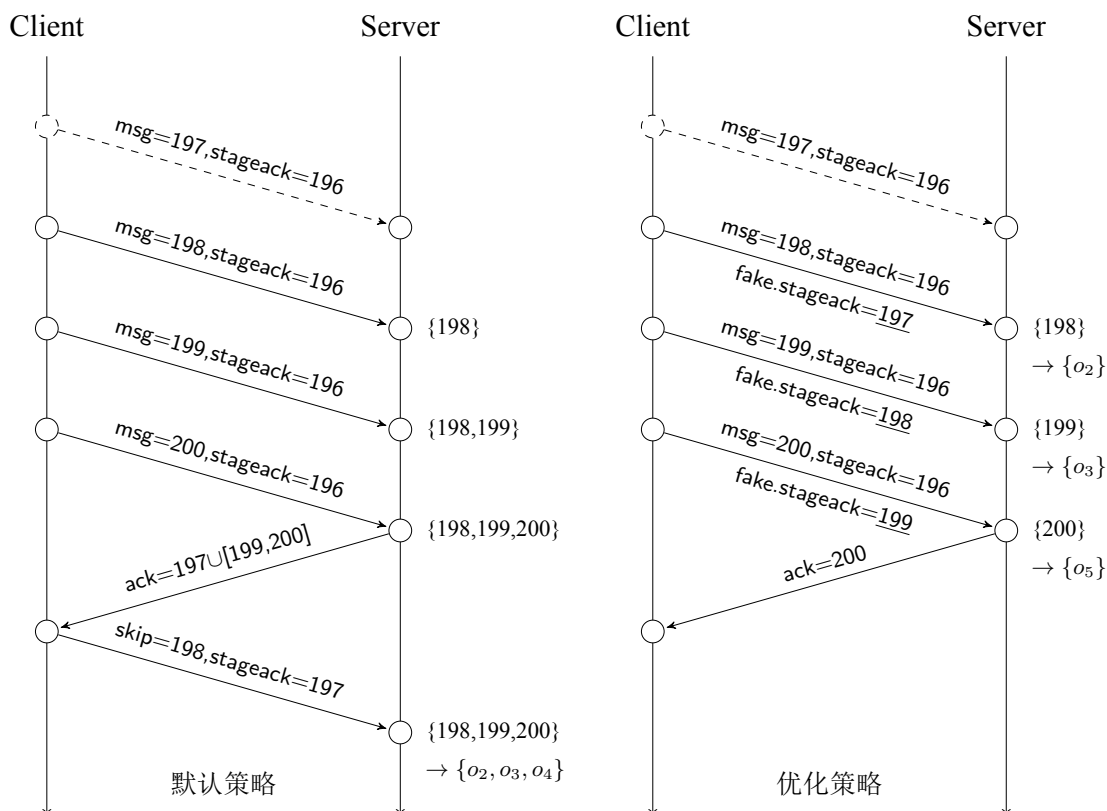 Client Server
msg=197,stageack=196
msg=198,stageack=196
{198}
msg=199,stageack=196
{198,199}
msg=200,stageack=196
{198,199,200}
ack=197∪[199,200]
skip=198,stageack=197
{198,199,200}
→ {o₂, o₃, o₄}
默认策略
Client Server
msg=197,stageack=196
msg=198,stageack=196
fake.stageack=197
{198}
→ {o₂}
msg=199,stageack=196
fake.stageack=198
{199}
→ {o₃}
msg=200,stageack=196
fake.stageack=199
{200}
→ {o₅}
ack=200
优化策略